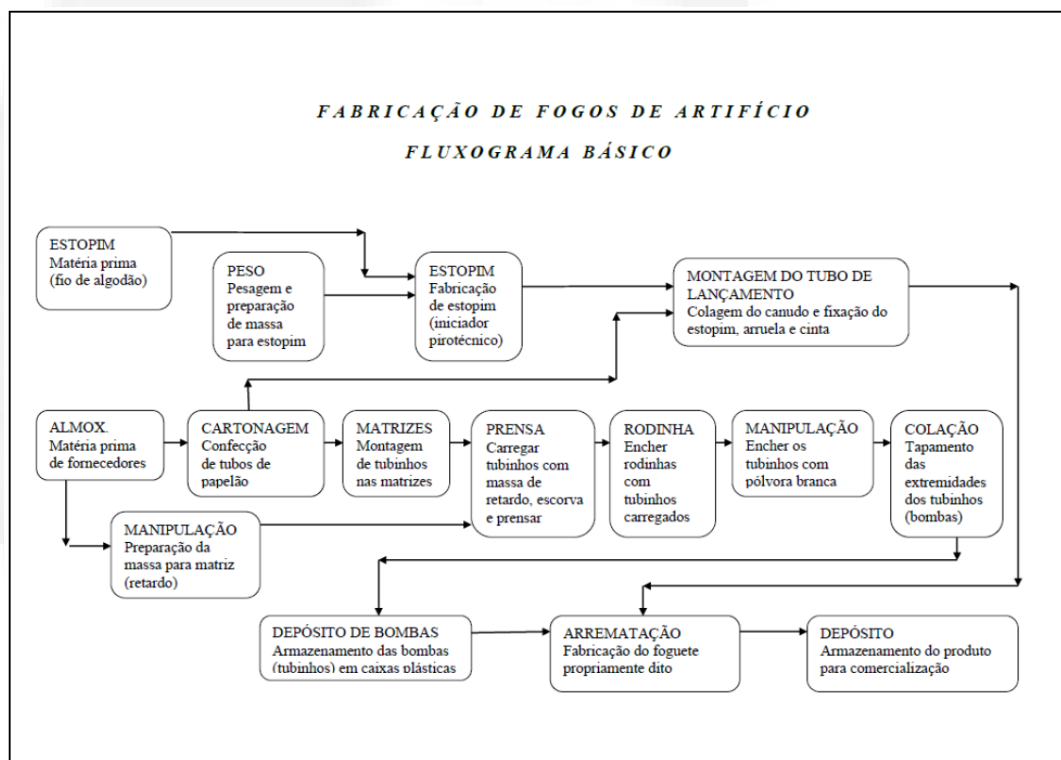 FABRICAÇÃO DE FOGOS DE ARTIFÍCIO
FLUXOGRAMA BÁSICO
ESTOPIM
Matéria prima
(fio de algodão)
PESO
Pesagem e
preparação
de massa
para estopim
ESTOPIM
Fabricação
de estopim
(iniciador
pirotécnico)
MONTAGEM DO TUBO DE
LANÇAMENTO
Colagem do canudo e fixação do
estopim, arruela e cinta
ALMOX.
Matéria prima
de fornecedores
CARTONAGEM
Confecção
de tubos de
papelão
MATRIZES
Montagem
de tubinhos
nas matrizes
PRENSA
Carregar
tubinhos com
massa de
retardo, escorva
e prensar
RODINHA
Encher
rodinhas
com
tubinhos
carregados
MANIPULAÇÃO
Encher os
tubinhos com
pólvora branca
COLAÇÃO
Tapamento
das
extremidades
dos tubinhos
(bombas)
MANIPULAÇÃO
Preparação da
massa para matriz
(retardo)
DEPÓSITO DE BOMBAS
Armazenamento das bombas
(tubinhos) em caixas plásticas
ARREMATAÇÃO
Fabricação do foguete
propriamente dito
DEPÓSITO
Armazenamento do produto
para comercialização